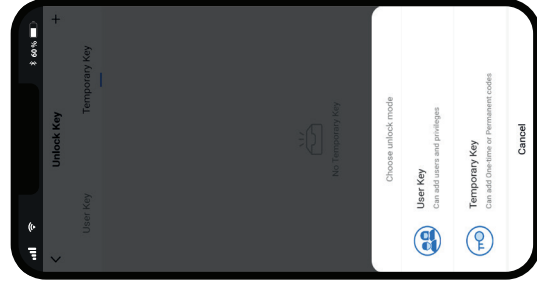 60 %
Unlock Key
User Key
Temporary Key
No Temporary Key
Choose unlock mode
User Key
Can add users and privileges
Temporary Key
Can add One-time or Permanent codes
Cancel